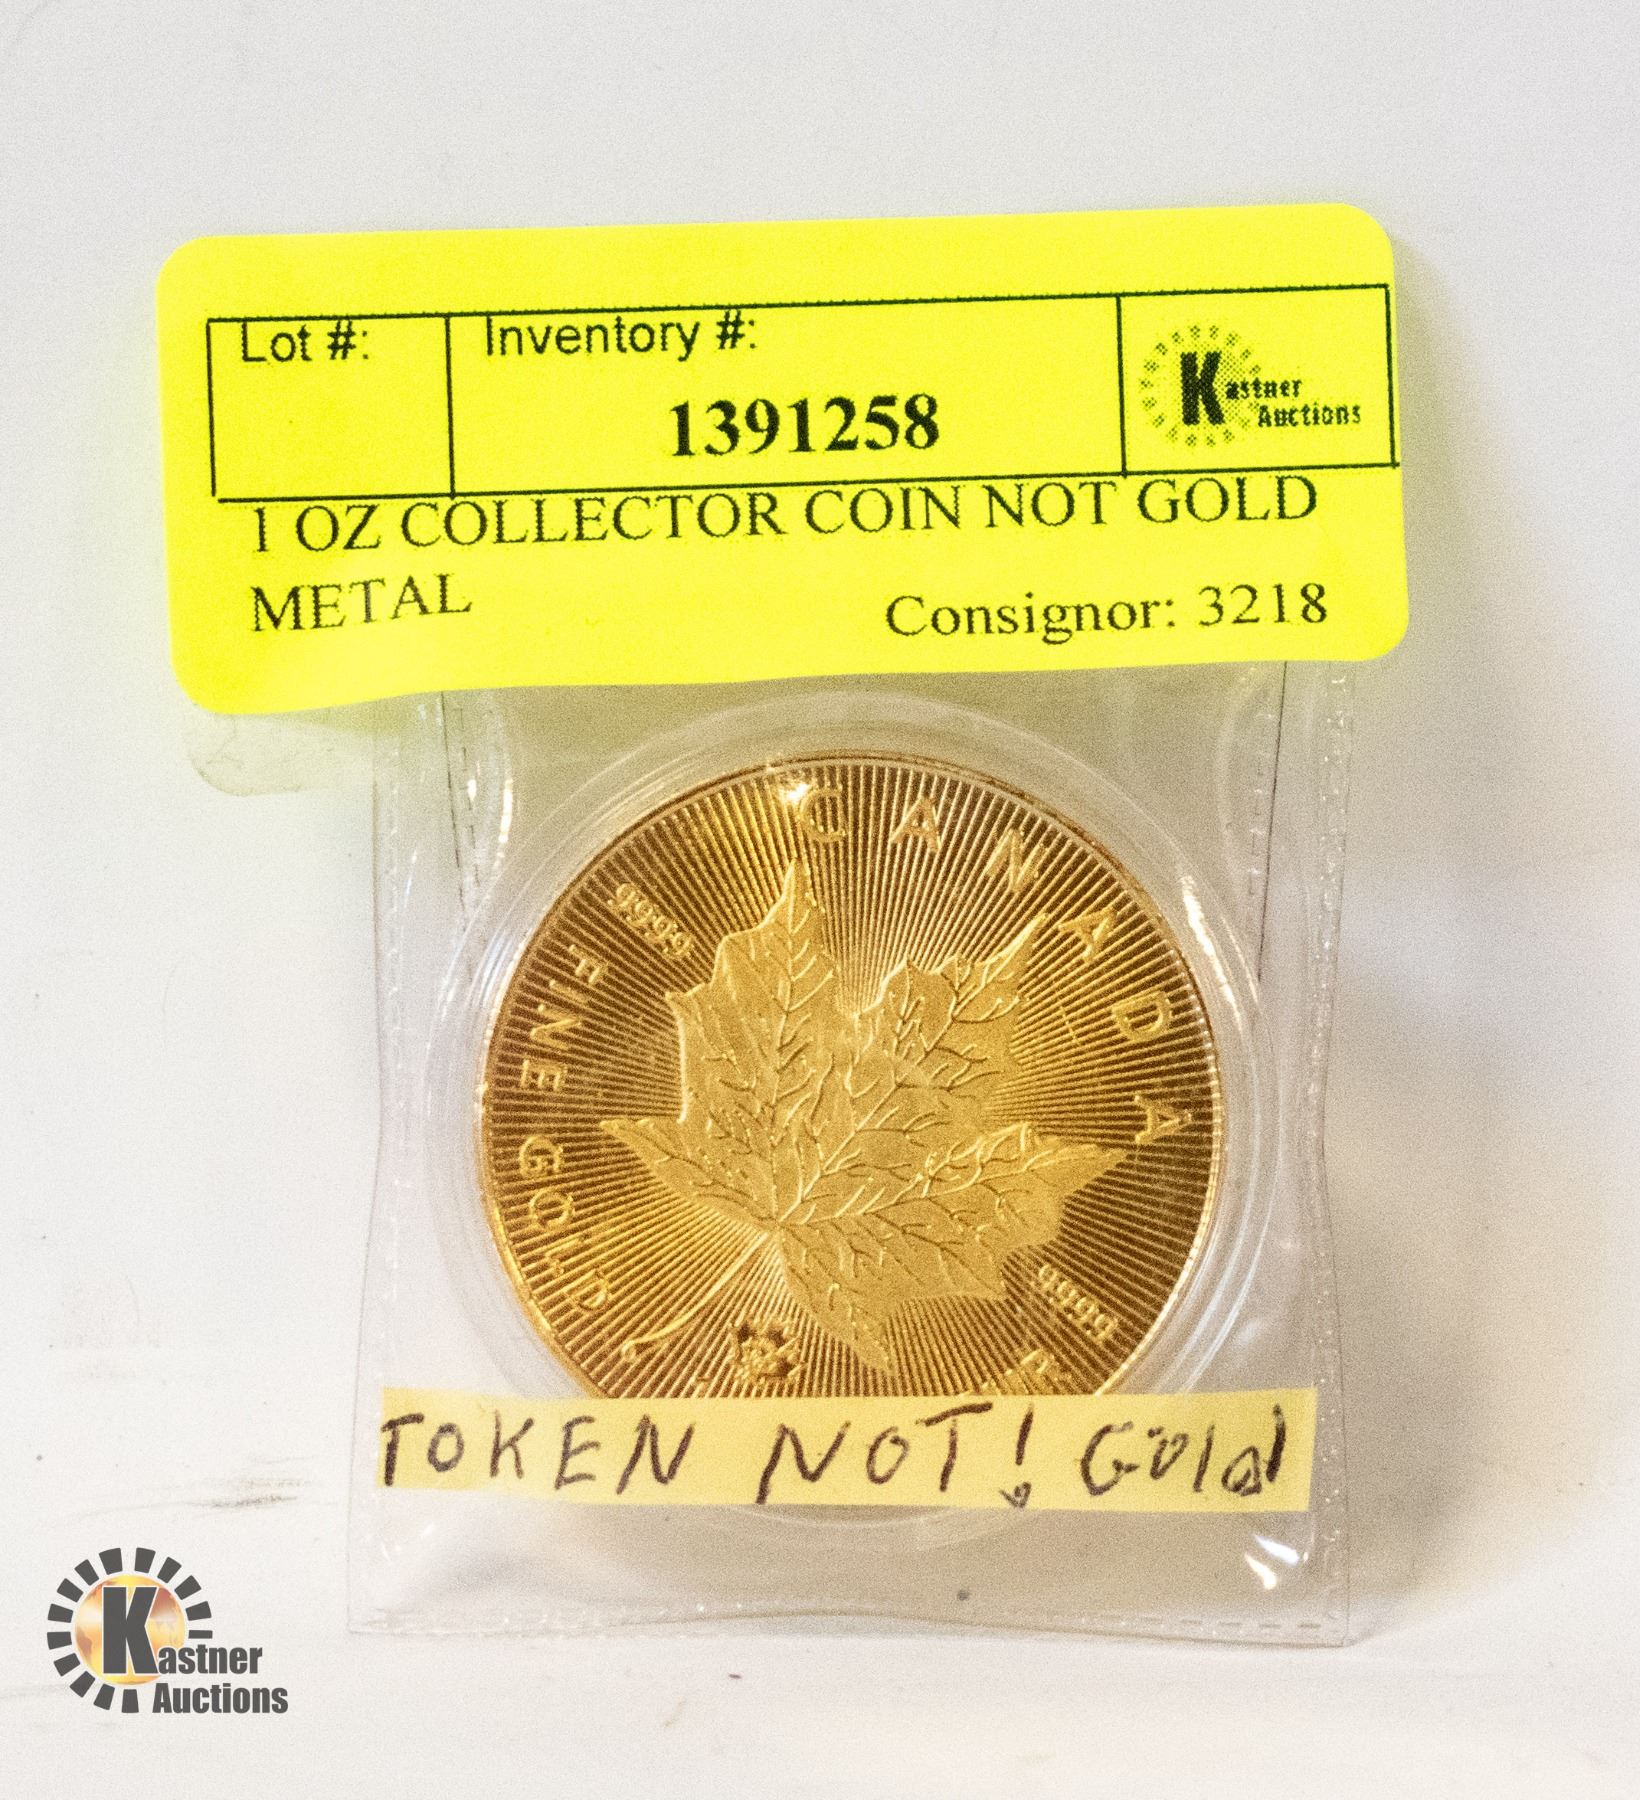 Lot #:
Inventory #:
1391258
Kastner
Auctions
1 OZ COLLECTOR COIN NOT GOLD
METAL
Consignor: 3218
CANADA
9999
FINE GOLD
9999
TOKEN NOT! Gold
Kastner
Auctions